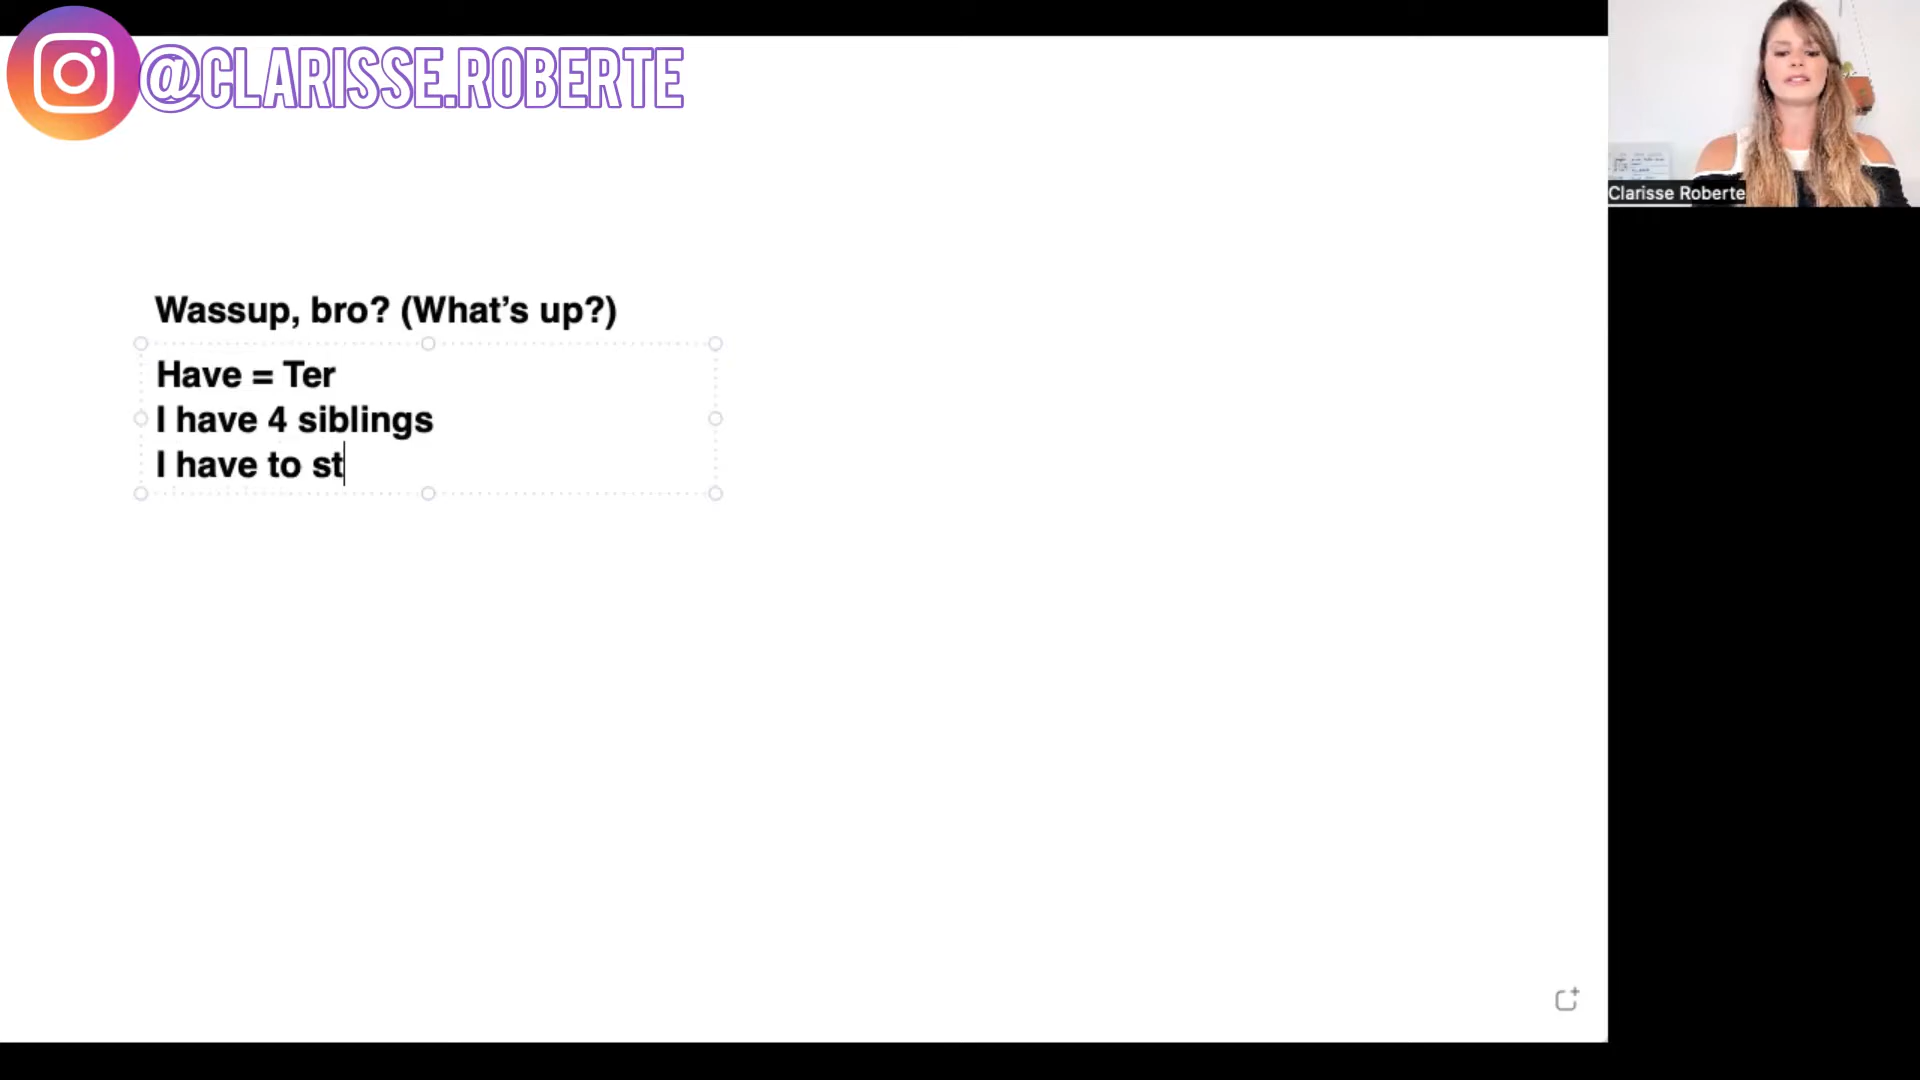 @CLARISSE.ROBERTE
Clarisse Roberte
Wassup, bro? (What’s up?)
Have = Ter
I have 4 siblings
I have to st